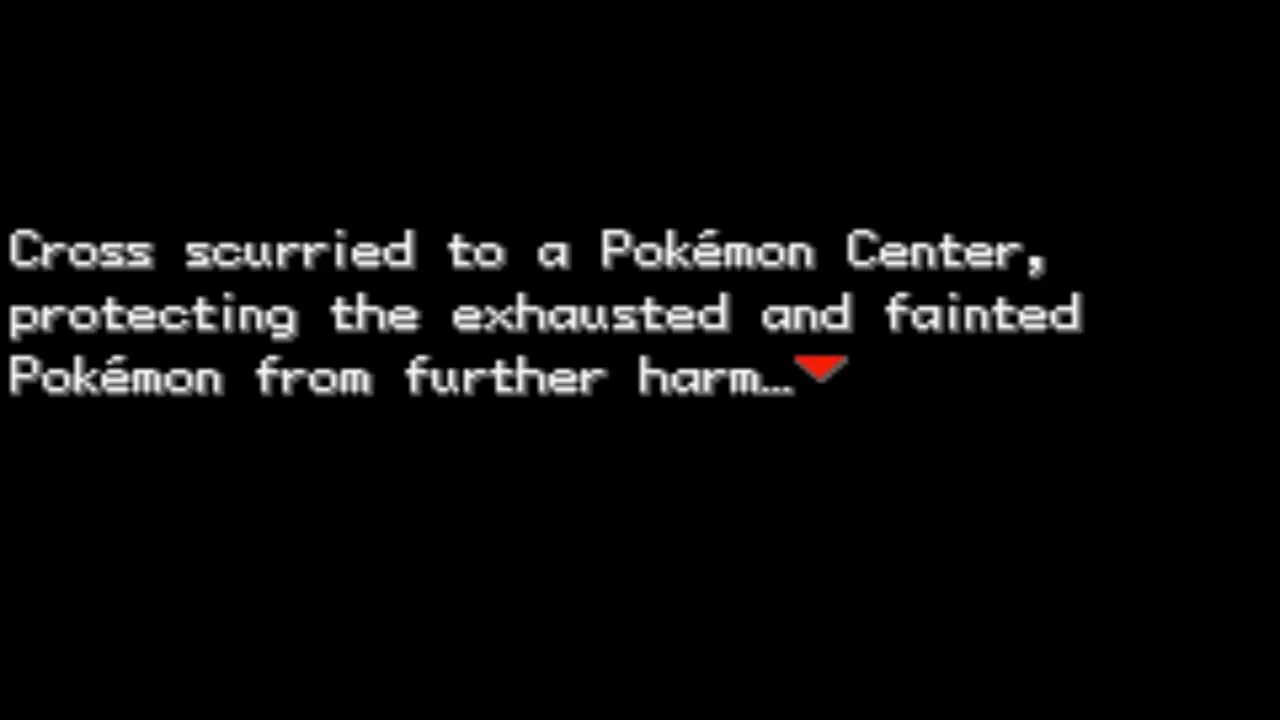 Cross scurried to a Pokémon Center,
protecting the exhausted and fainted
Pokémon from further harm…